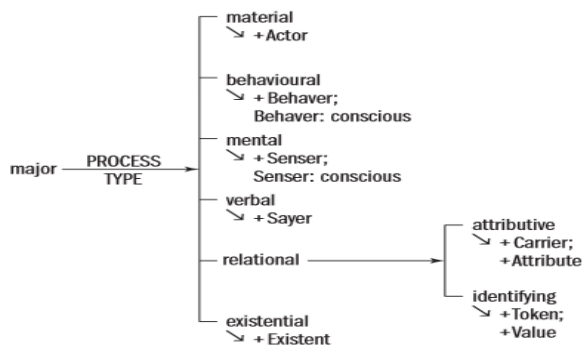 material
↘ + Actor
behavioural
↘ + Behaver;
Behaver: conscious
mental
↘ + Senser;
Senser: conscious
major
PROCESS
TYPE
verbal
↘ + Sayer
relational
attributive
↘ + Carrier;
+Attribute
identifying
↘ +Token;
+Value
existential
↘ + Existent